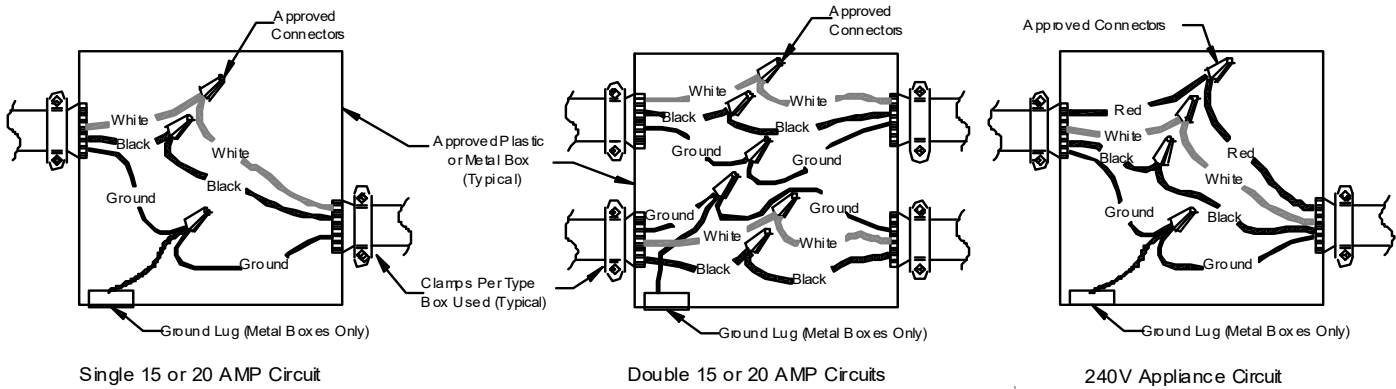 Approved
Connectors
White
Black
White
Black
Ground
Ground
Ground Lug (Metal Boxes Only)
Single 15 or 20 AMP Circuit
Approved Plastic
or Metal Box
(Typical)
Clamps Per Type
Box Used (Typical)
Approved
Connectors
White
White
Black
Black
Ground
Ground
Ground
Ground
White
White
Black
Black
Ground Lug (Metal Boxes Only)
Double 15 or 20 AMP Circuits
Approved Connectors
Red
White
Black
Red
White
Ground
Black
Ground
Ground Lug (Metal Boxes Only)
240V Appliance Circuit